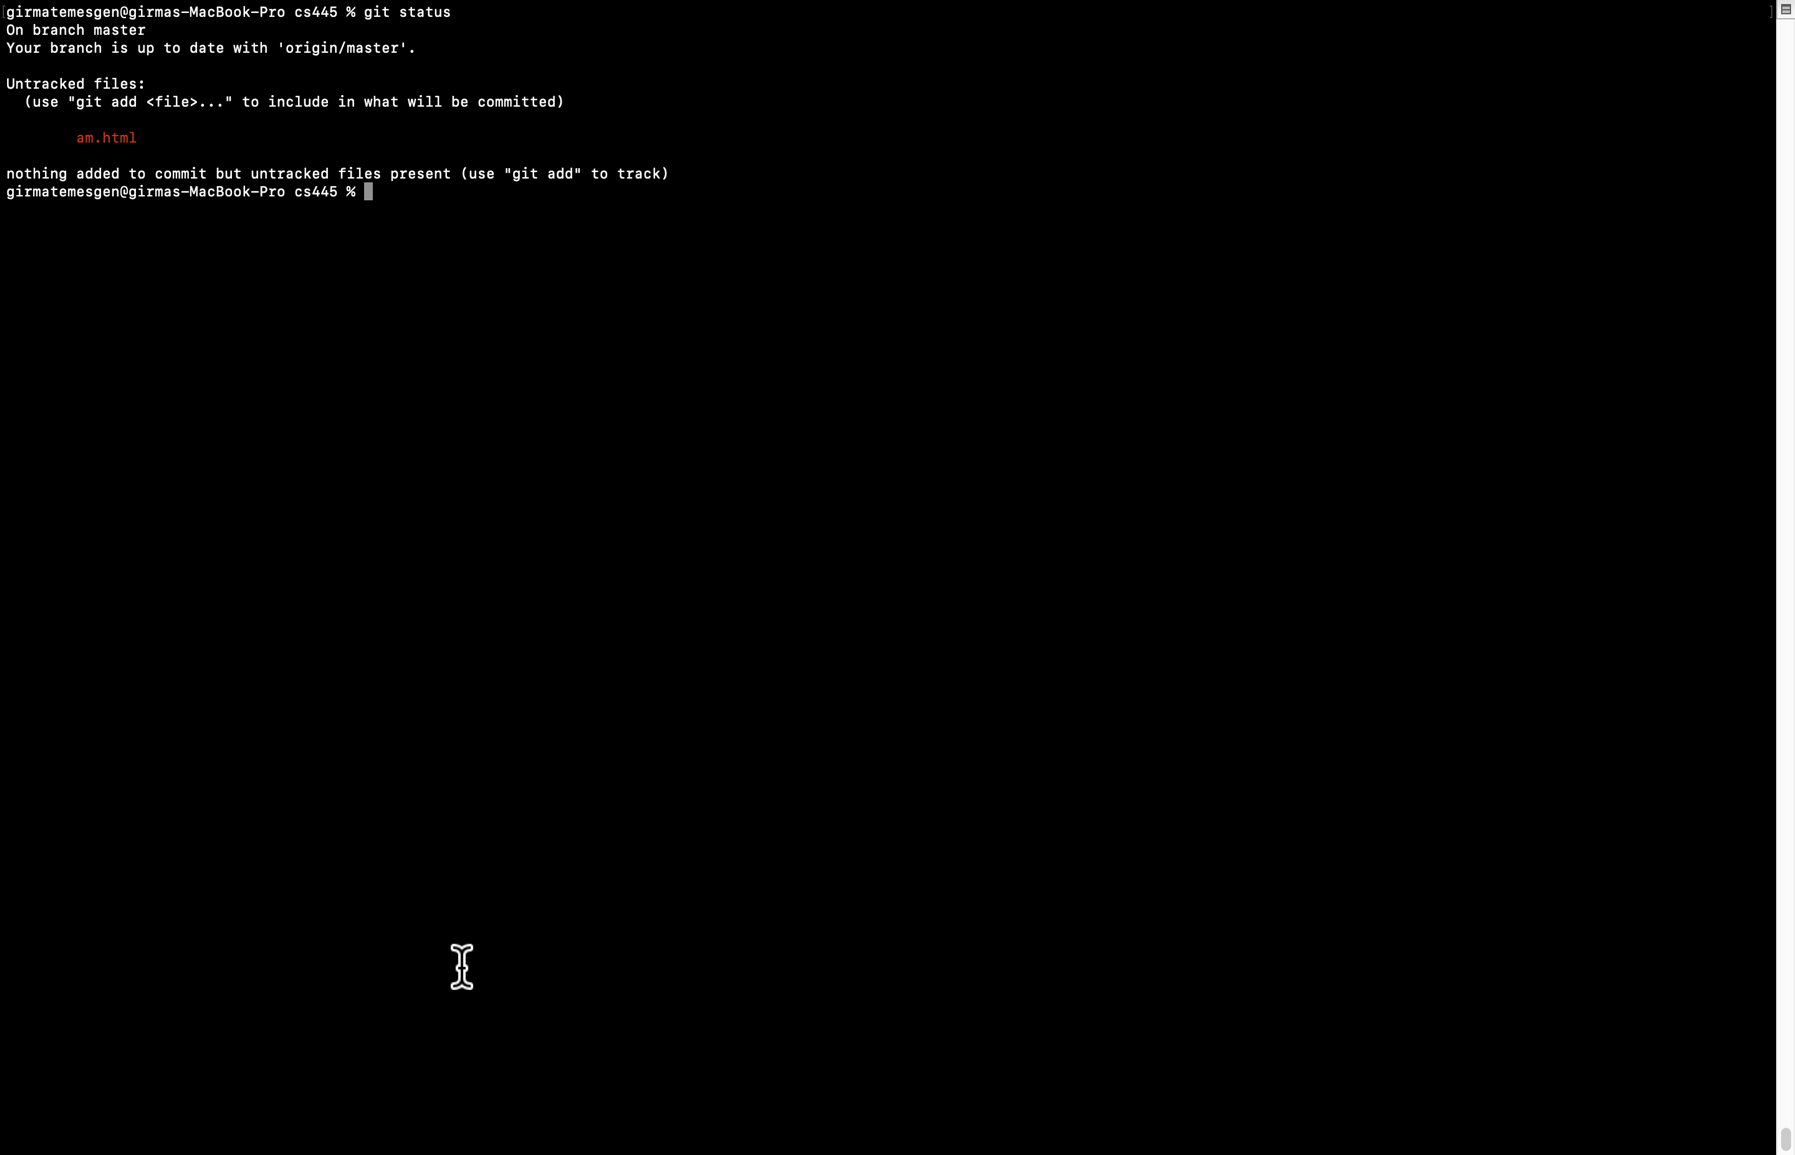 girmatemesgen@girmas-MacBook-Pro cs445 % git status
On branch master
Your branch is up to date with 'origin/master'.
Untracked files:
(use "git add <file>..." to include in what will be committed)
am.html
nothing added to commit but untracked files present (use "git add" to track)
girmatemesgen@girmas-MacBook-Pro cs445 %